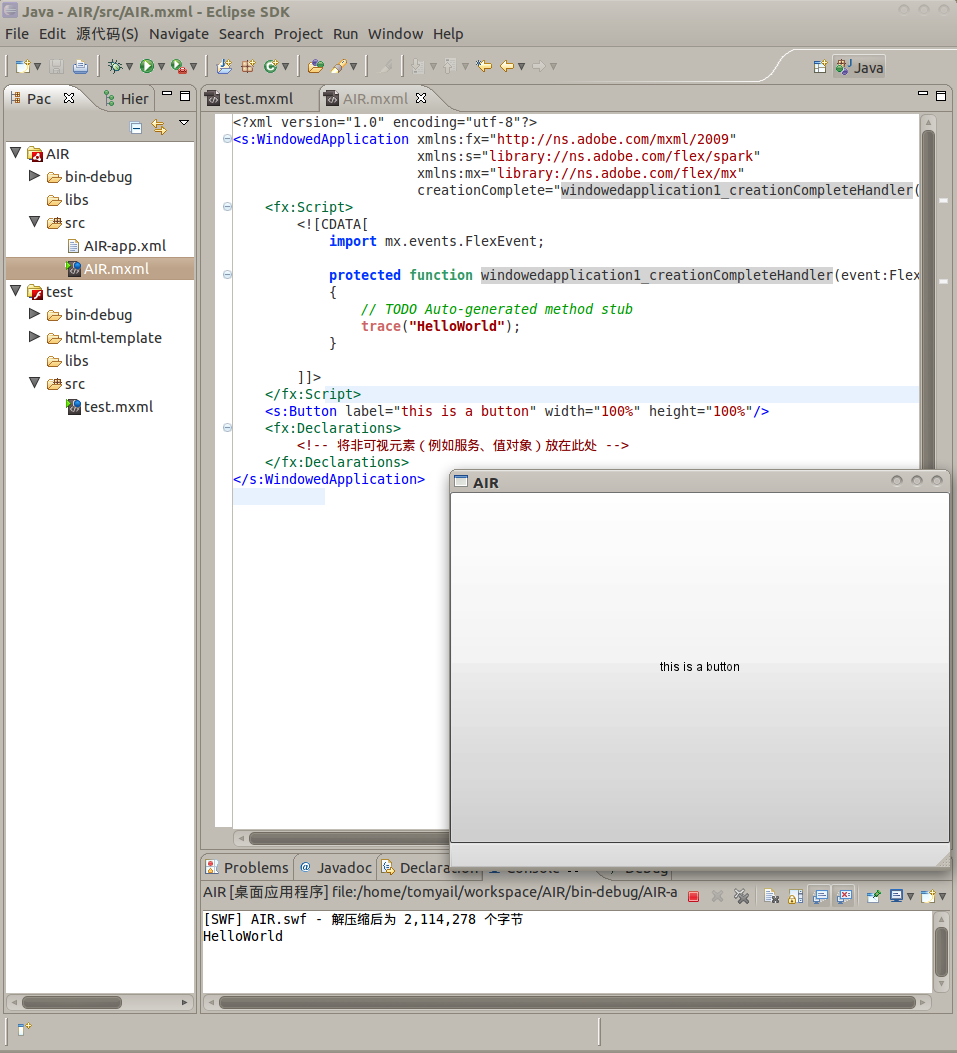 Java - AIR/src/AIR.mxml - Eclipse SDK
File Edit 源代码(S) Navigate Search Project Run Window Help
Java
Pac Hier
test.mxml AIR.mxml
AIR
bin-debug
libs
src
AIR-app.xml
AIR.mxml
test
bin-debug
html-template
libs
src
test.mxml
<?xml version="1.0" encoding="utf-8"?>
<s:WindowedApplication xmlns:fx="http://ns.adobe.com/mxml/2009"
xmlns:s="library://ns.adobe.com/flex/spark"
xmlns:mx="library://ns.adobe.com/flex/mx"
creationComplete="windowedapplication1_creationCompleteHandler(
<fx:Script>
<![CDATA[
import mx.events.FlexEvent;
protected function windowedapplication1_creationCompleteHandler(event:Flex
{
// TODO Auto-generated method stub
trace("HelloWorld");
}
]]>
</fx:Script>
<s:Button label="this is a button" width="100%" height="100%"/>
<fx:Declarations>
<!-- 将非可视元素（例如服务、值对象）放在此处 -->
</fx:Declarations>
</s:WindowedApplication>
AIR
this is a button
Problems Javadoc Declaration Console Debug
AIR [桌面应用程序] file:/home/tomyail/workspace/AIR/bin-debug/AIR-a
[SWF] AIR.swf - 解压缩后为 2,114,278 个字节
HelloWorld